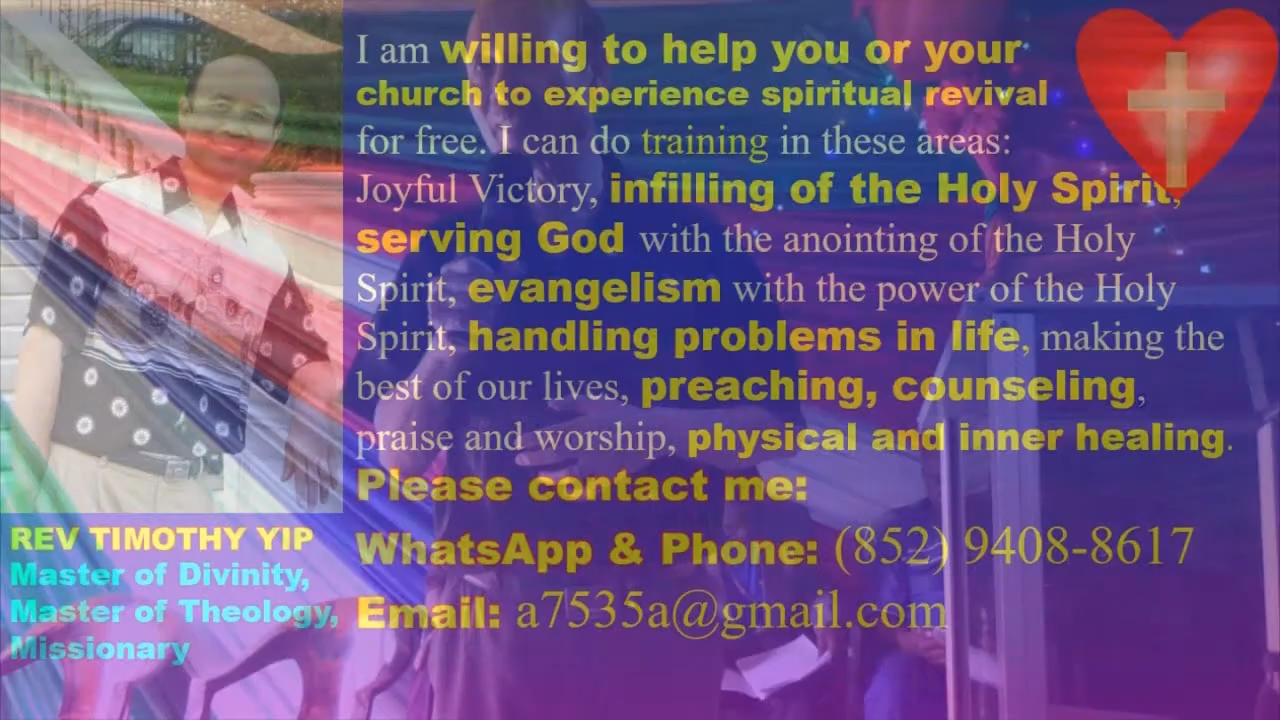 I am willing to help you or your
church to experience spiritual revival
for free. I can do training in these areas:
Joyful Victory, infilling of the Holy Spirit,
serving God with the anointing of the Holy
Spirit, evangelism with the power of the Holy
Spirit, handling problems in life, making the
best of our lives, preaching, counseling,
praise and worship, physical and inner healing.
Please contact me:
WhatsApp & Phone: (852) 9408-8617
Email: a7535a@gmail.com
REV TIMOTHY YIP
Master of Divinity,
Master of Theology,
Missionary